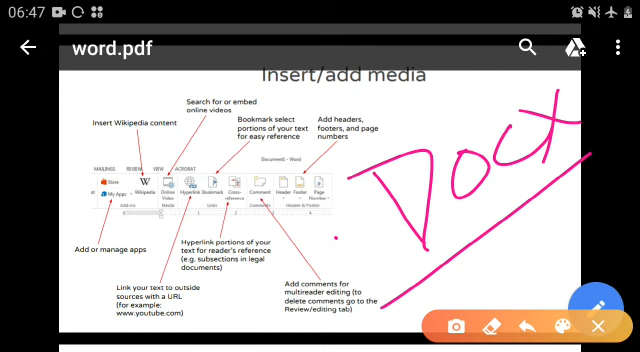 06:47
word.pdf
Insert/add media
Search for or embed
online videos
Insert Wikipedia content
Bookmark select
portions of your text
for easy reference
Add headers,
footers, and page
numbers
Document1 - Word
MAILINGS REVIEW VIEW ACROBAT
Store
My Apps
W
Wikipedia
Online
Video
Hyperlink
Bookmark
Cross-
reference
Comment
Header
Footer
Page
Number
Add-ins
Media
Comments
Header & Footer
Add or manage apps
Hyperlink portions of your
text for reader's reference
(e.g. subsections in legal
documents)
Link your text to outside
sources with a URL
(for example:
www.youtube.com)
Add comments for
multireader editing (to
delete comments go to the
Review/editing tab)